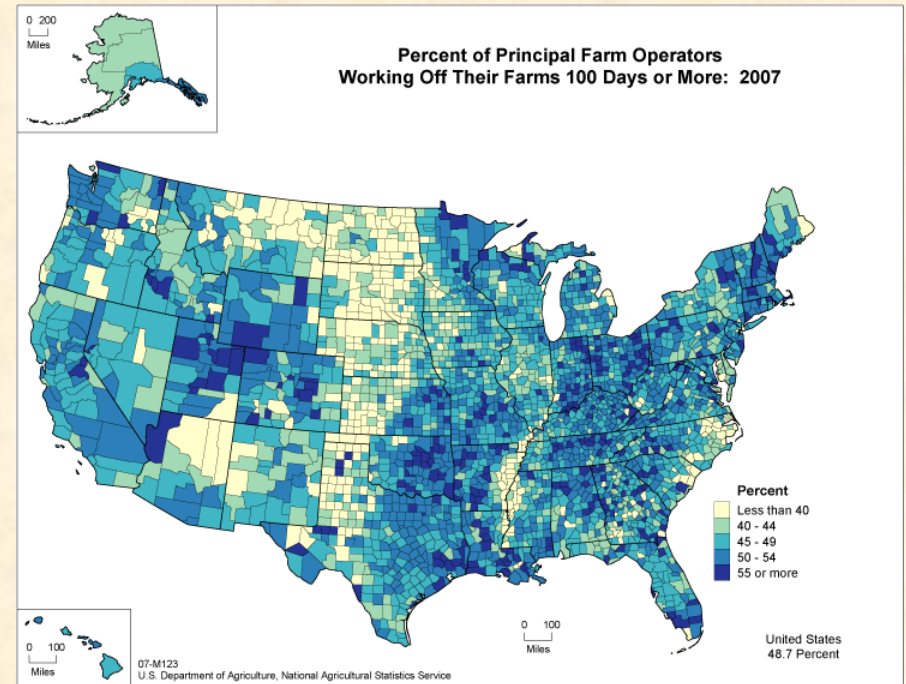 0 200
Miles
Percent of Principal Farm Operators
Working Off Their Farms 100 Days or More: 2007
Percent
Less than 40
40 - 44
45 - 49
50 - 54
55 or more
0 100
Miles
0 100
Miles
United States
48.7 Percent
07-M123
U.S. Department of Agriculture, National Agricultural Statistics Service